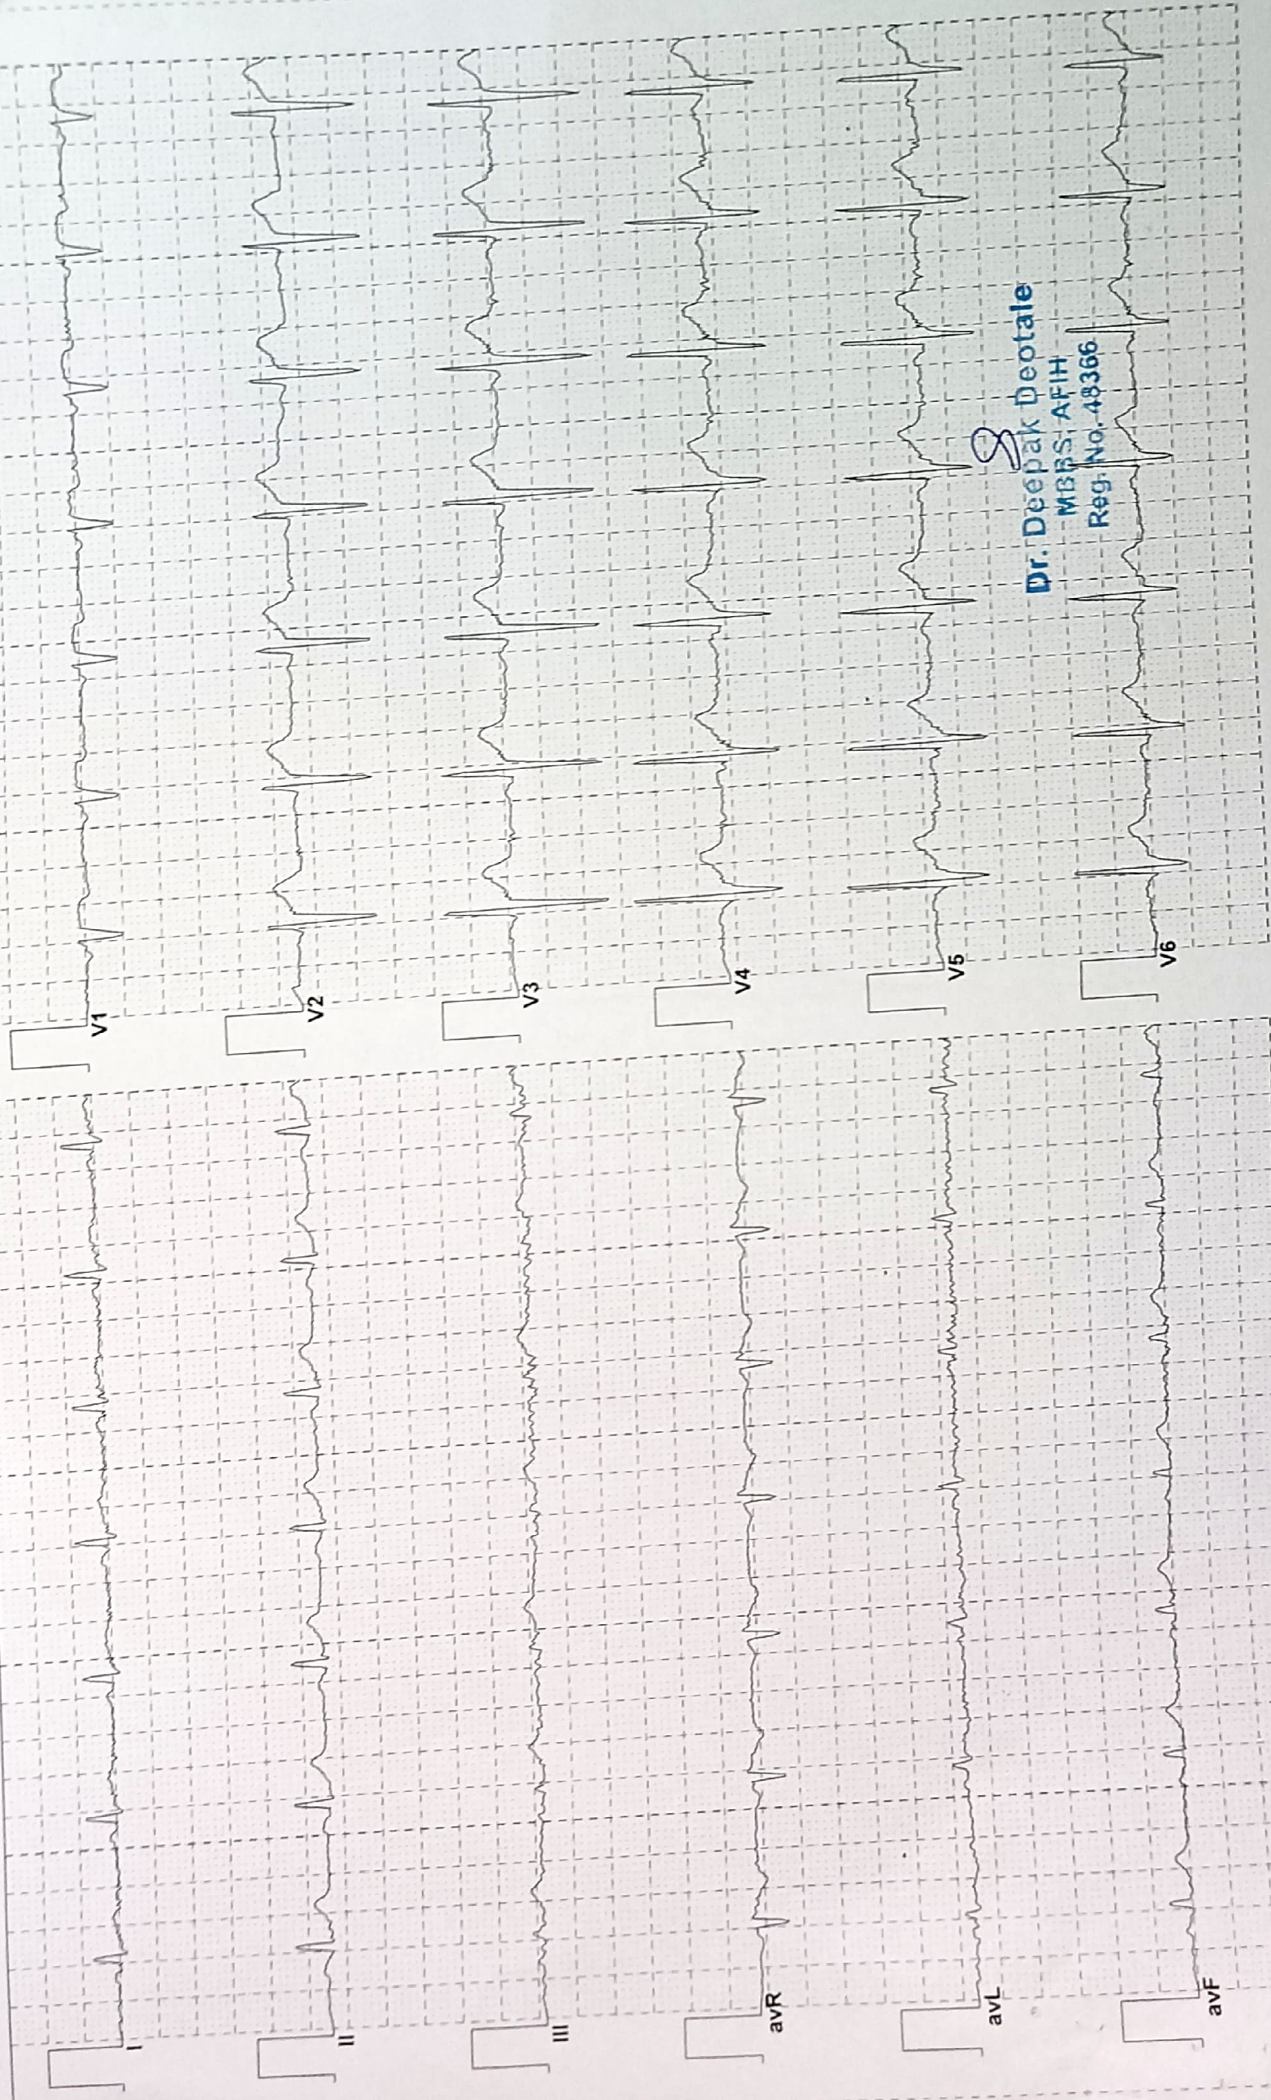 I
II
III
avR
avL
avF
V1
V2
V3
V4
V5
V6
Dr. Deepak Deotale
MBBS, AFIH
Reg. No. 48366